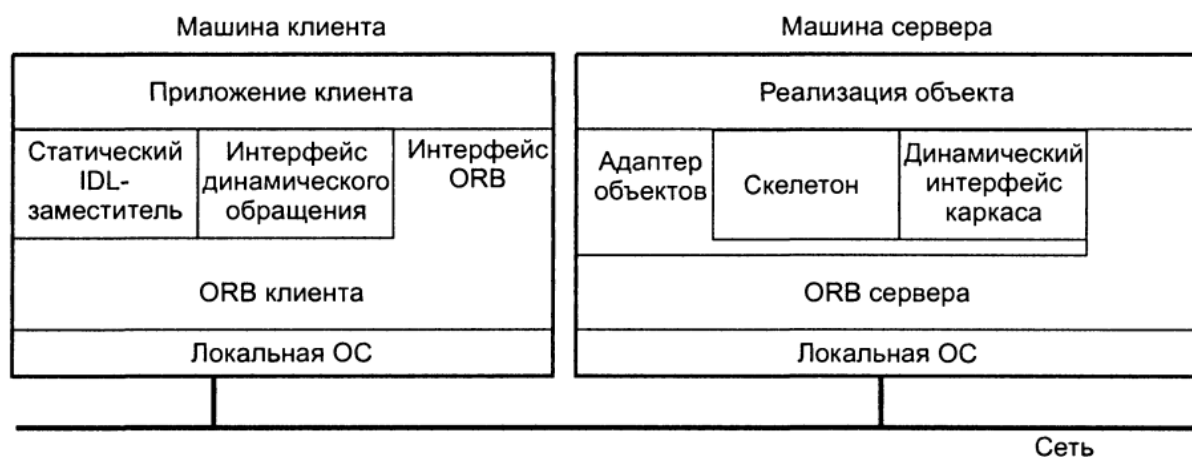 Машина клиента
Машина сервера
Приложение клиента
Реализация объекта
Статический
IDL-
заместитель
Интерфейс
динамического
обращения
Интерфейс
ORB
Адаптер
объектов
Скелетон
Динамический
интерфейс
каркаса
ORB клиента
ORB сервера
Локальная ОС
Локальная ОС
Сеть